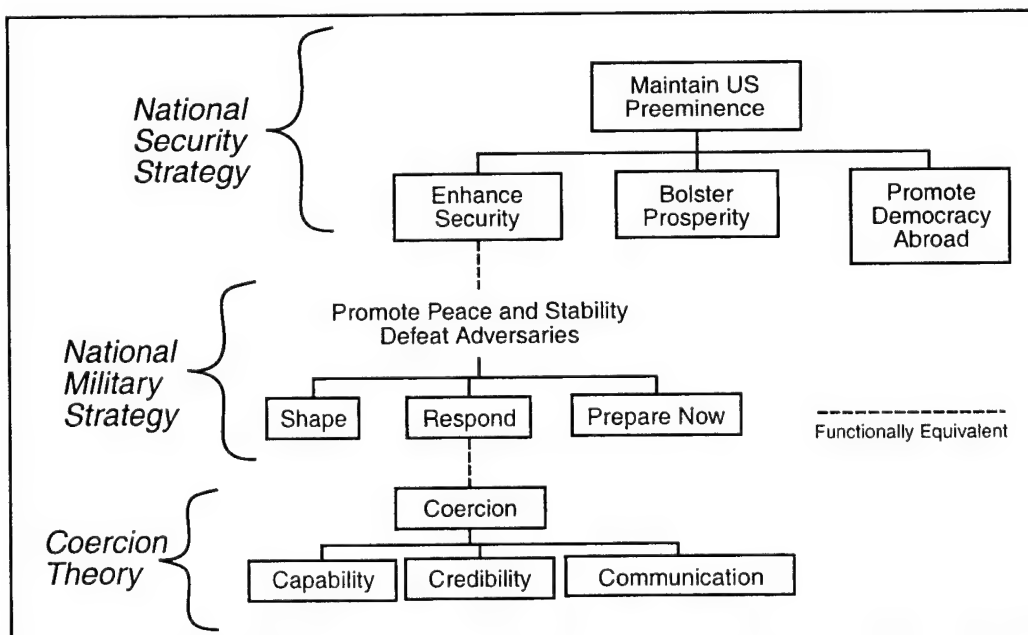 National
Security
Strategy
Maintain US
Preeminence
Enhance
Security
Bolster
Prosperity
Promote
Democracy
Abroad
National
Military
Strategy
Promote Peace and Stability
Defeat Adversaries
Shape
Respond
Prepare Now
Functionally Equivalent
Coercion
Theory
Coercion
Capability
Credibility
Communication